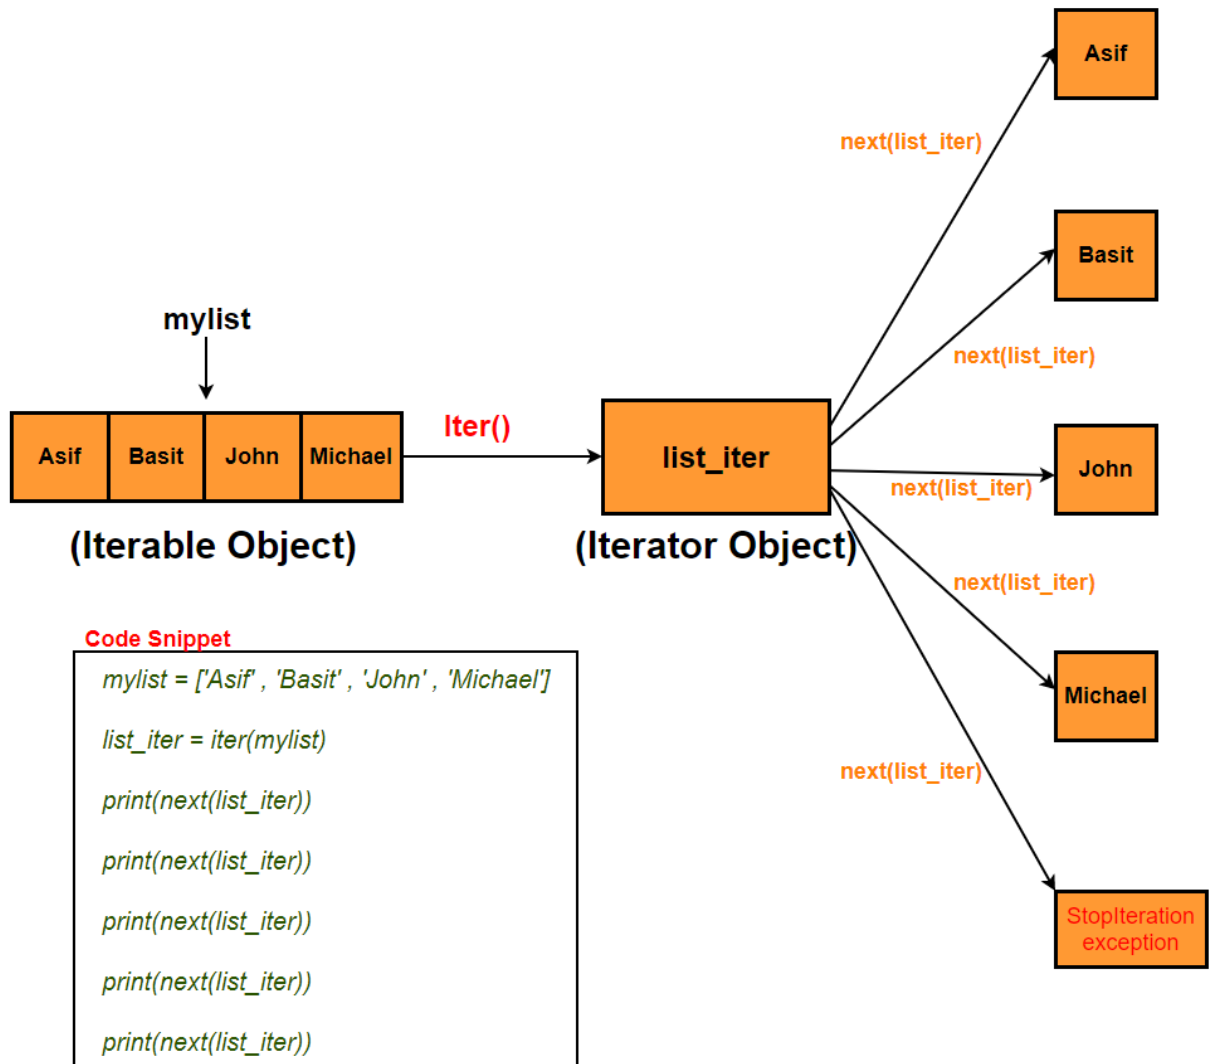 mylist
Asif Basit John Michael
(Iterable Object)
Iter()
list_iter
(Iterator Object)
next(list_iter)
Asif
next(list_iter)
Basit
next(list_iter)
John
next(list_iter)
Michael
next(list_iter)
StopIteration
exception
Code Snippet
mylist = ['Asif' , 'Basit' , 'John' , 'Michael']
list_iter = iter(mylist)
print(next(list_iter))
print(next(list_iter))
print(next(list_iter))
print(next(list_iter))
print(next(list_iter))